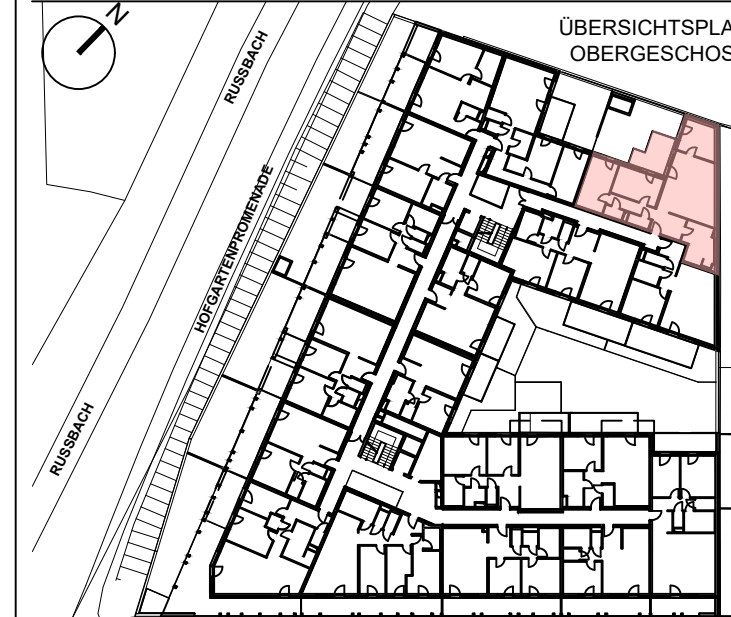 N
ÜBERSICHTSPLA
OBERGESCHOS
RUSSBACH
HOFGARTENPROMENADE
RUSSBACH